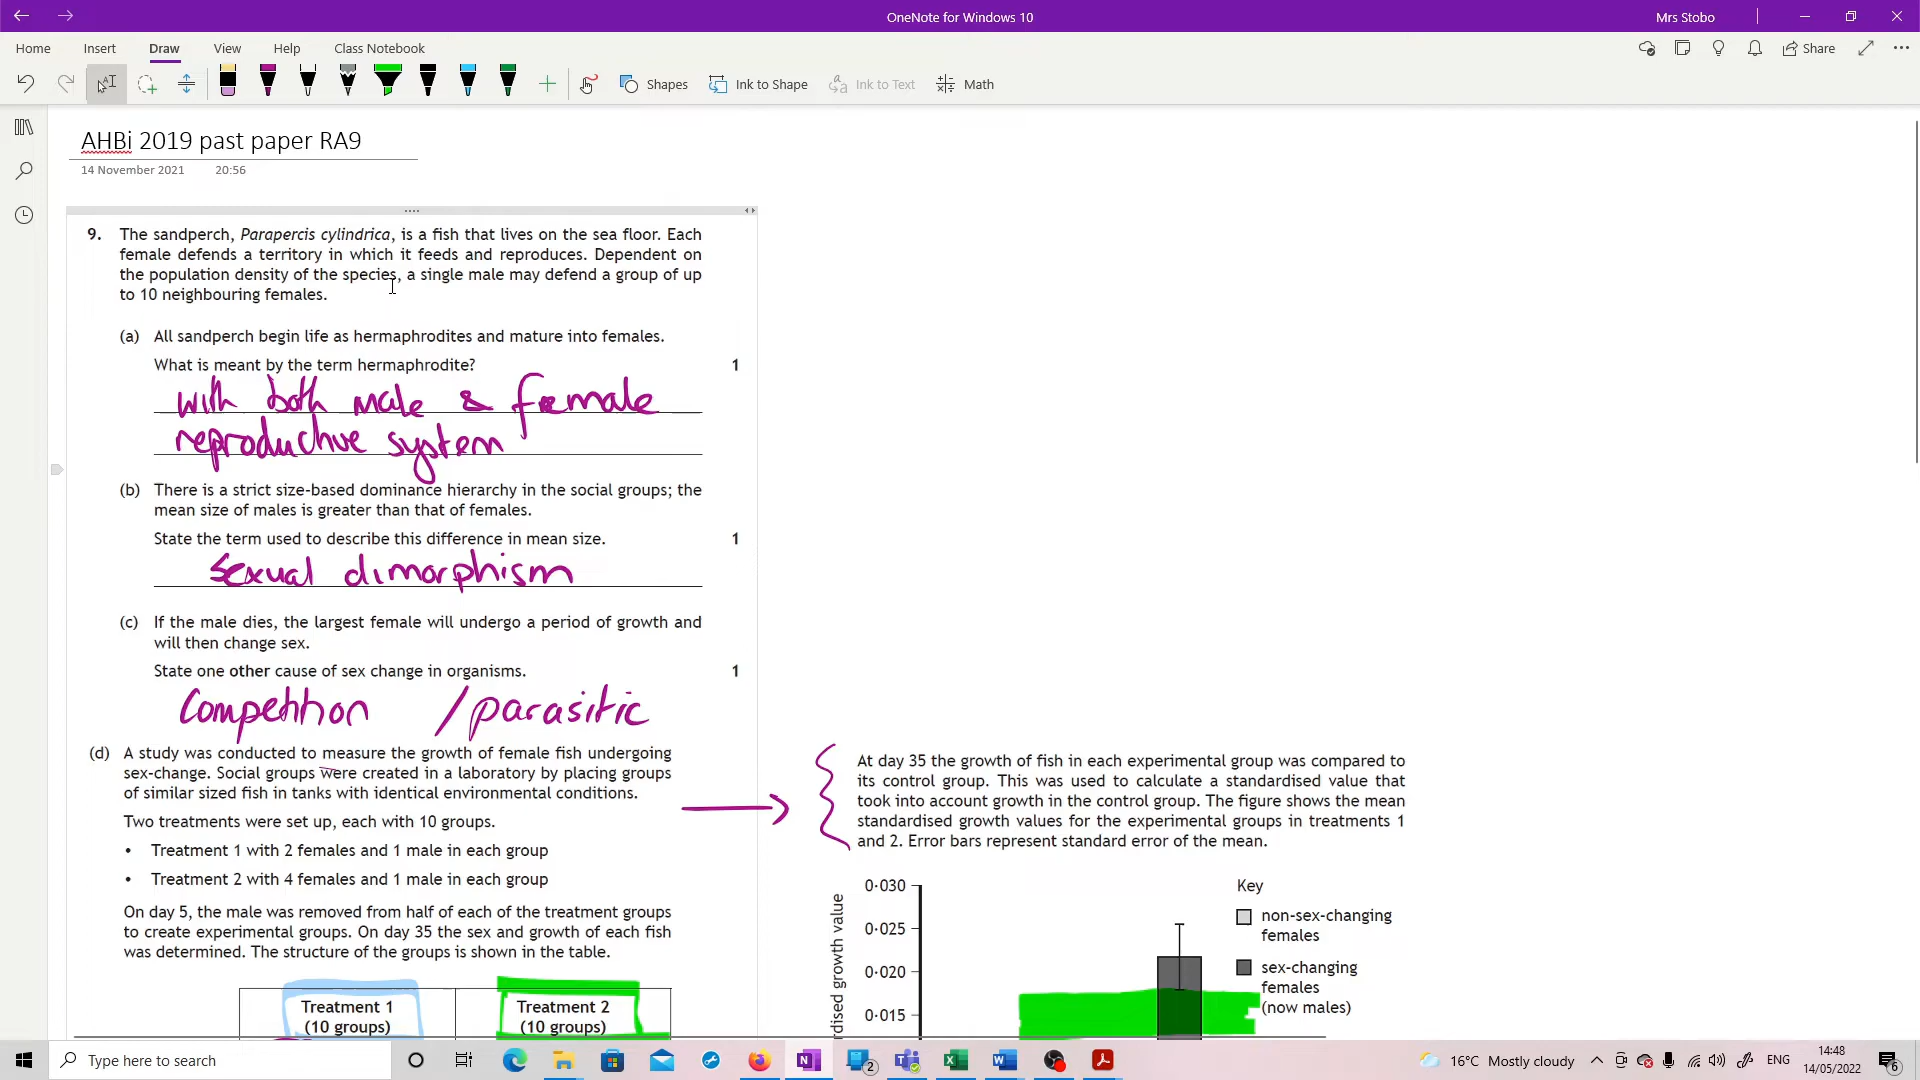 OneNote for Windows 10
Mrs Stobo
Home Insert Draw View Help Class Notebook
Share
Shapes Ink to Shape Ink to Text Math
AHBi 2019 past paper RA9
14 November 2021 20:56
9. The sandperch, Parapercis cylindrica, is a fish that lives on the sea floor. Each
female defends a territory in which it feeds and reproduces. Dependent on
the population density of the species, a single male may defend a group of up
to 10 neighbouring females.
(a) All sandperch begin life as hermaphrodites and mature into females.
What is meant by the term hermaphrodite? 1
with both male & female
reproductive system
(b) There is a strict size-based dominance hierarchy in the social groups; the
mean size of males is greater than that of females.
State the term used to describe this difference in mean size. 1
Sexual dimorphism
(c) If the male dies, the largest female will undergo a period of growth and
will then change sex.
State one other cause of sex change in organisms. 1
Competition / parasitic
(d) A study was conducted to measure the growth of female fish undergoing
sex-change. Social groups were created in a laboratory by placing groups
of similar sized fish in tanks with identical environmental conditions.
Two treatments were set up, each with 10 groups.
• Treatment 1 with 2 females and 1 male in each group
• Treatment 2 with 4 females and 1 male in each group
On day 5, the male was removed from half of each of the treatment groups
to create experimental groups. On day 35 the sex and growth of each fish
was determined. The structure of the groups is shown in the table.
Treatment 1 Treatment 2
(10 groups) (10 groups)
At day 35 the growth of fish in each experimental group was compared to
its control group. This was used to calculate a standardised value that
took into account growth in the control group. The figure shows the mean
standardised growth values for the experimental groups in treatments 1
and 2. Error bars represent standard error of the mean.
rdised growth value
0·030
0·025
0·020
0·015
Key
non-sex-changing
females
sex-changing
females
(now males)
Type here to search
2
16°C Mostly cloudy
ENG
14:48
14/05/2022
6